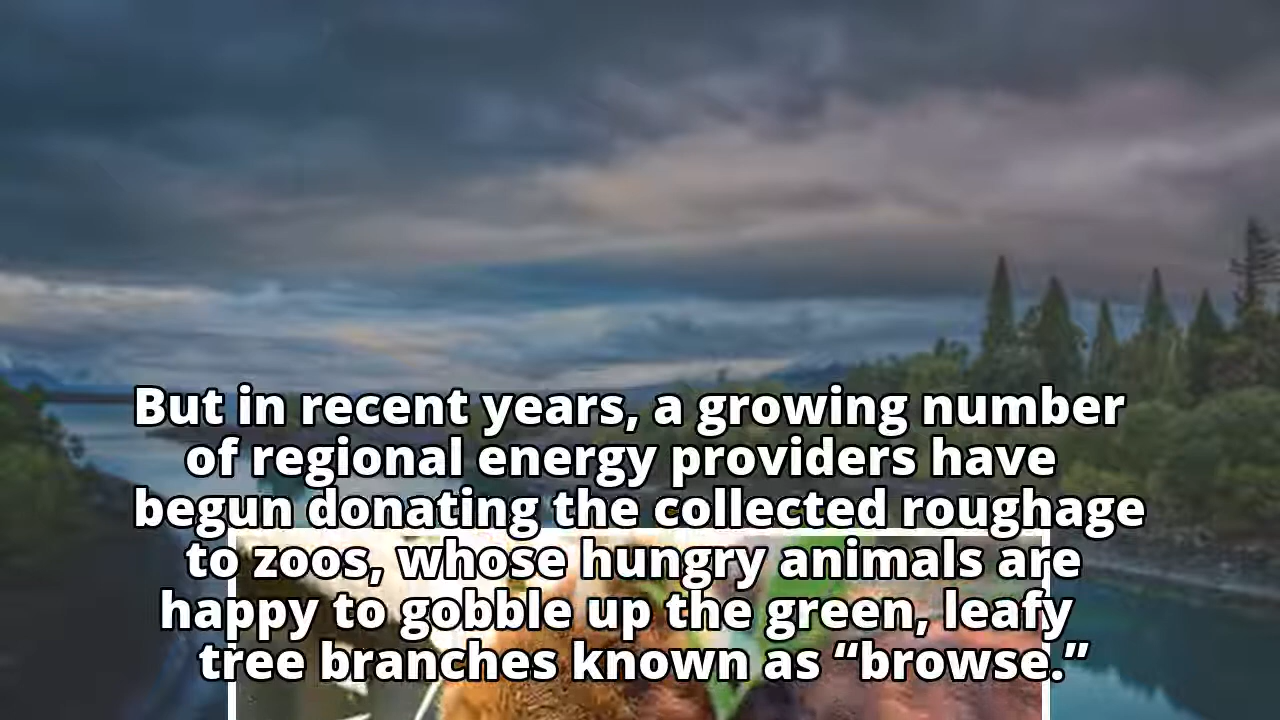 But in recent years, a growing number
of regional energy providers have
begun donating the collected roughage
to zoos, whose hungry animals are
happy to gobble up the green, leafy
tree branches known as “browse.”